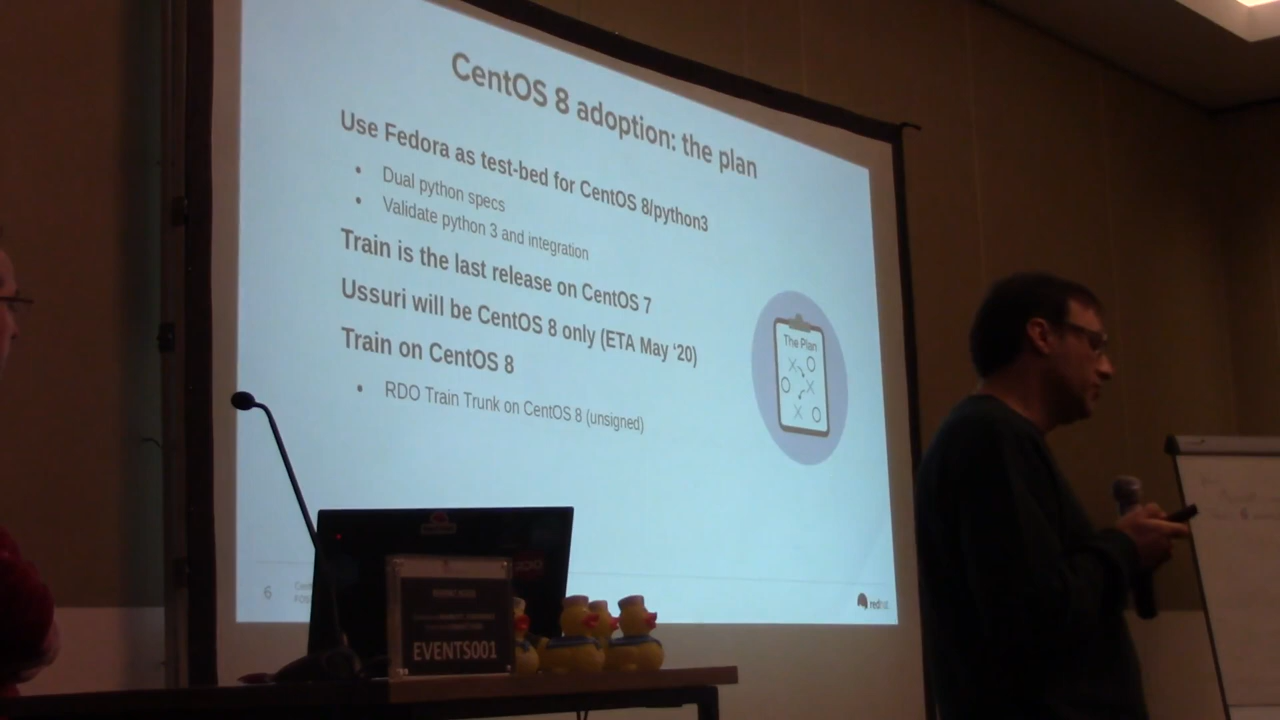 CentOS 8 adoption: the plan
Use Fedora as test-bed for CentOS 8/python3
• Dual python specs
• Validate python 3 and integration
Train is the last release on CentOS 7
Ussuri will be CentOS 8 only (ETA May ‘20)
Train on CentOS 8
• RDO Train Trunk on CentOS 8 (unsigned)
The Plan
6
redhat
EVENTS001